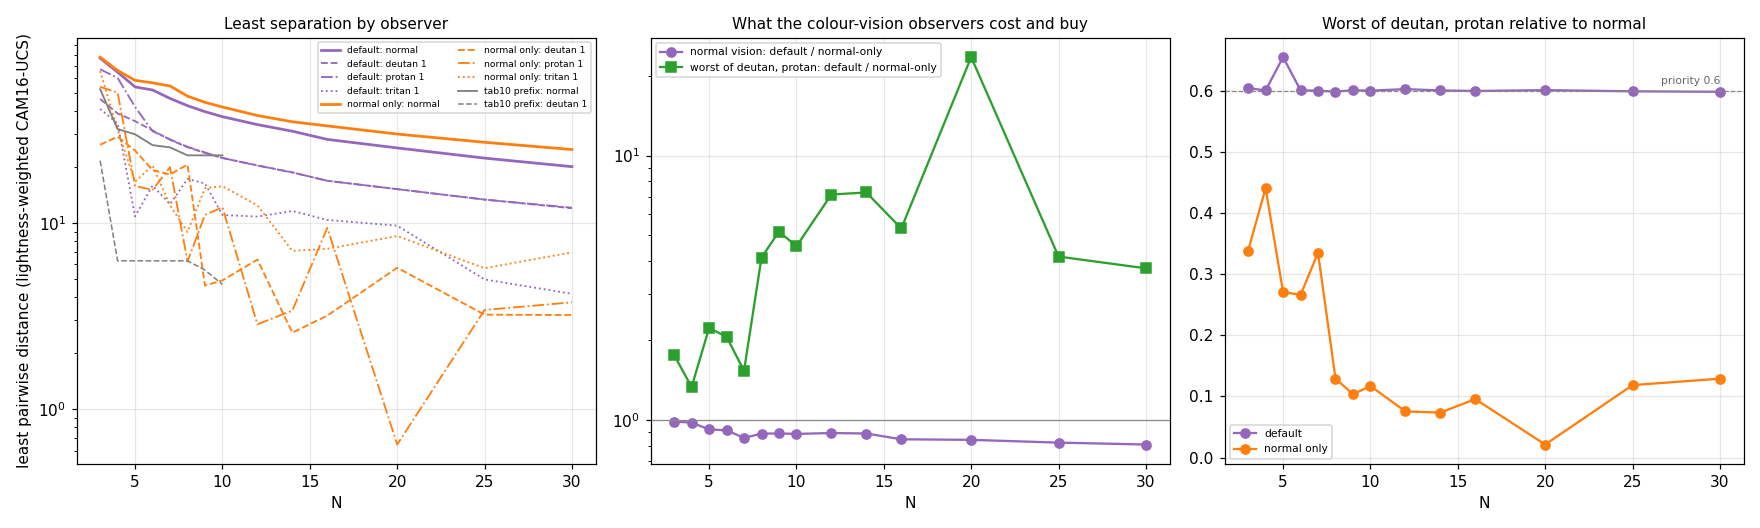 Least separation by observer
least pairwise distance (lightness-weighted CAM16-UCS)
10¹
10⁰
default: normal
default: deutan 1
default: protan 1
default: tritan 1
normal only: normal
normal only: deutan 1
normal only: protan 1
normal only: tritan 1
tab10 prefix: normal
tab10 prefix: deutan 1
5
10
15
20
25
30
N
What the colour-vision observers cost and buy
normal vision: default / normal-only
worst of deutan, protan: default / normal-only
10¹
10⁰
5
10
15
20
25
30
N
Worst of deutan, protan relative to normal
priority 0.6
0.6
0.5
0.4
0.3
0.2
0.1
0.0
default
normal only
5
10
15
20
25
30
N